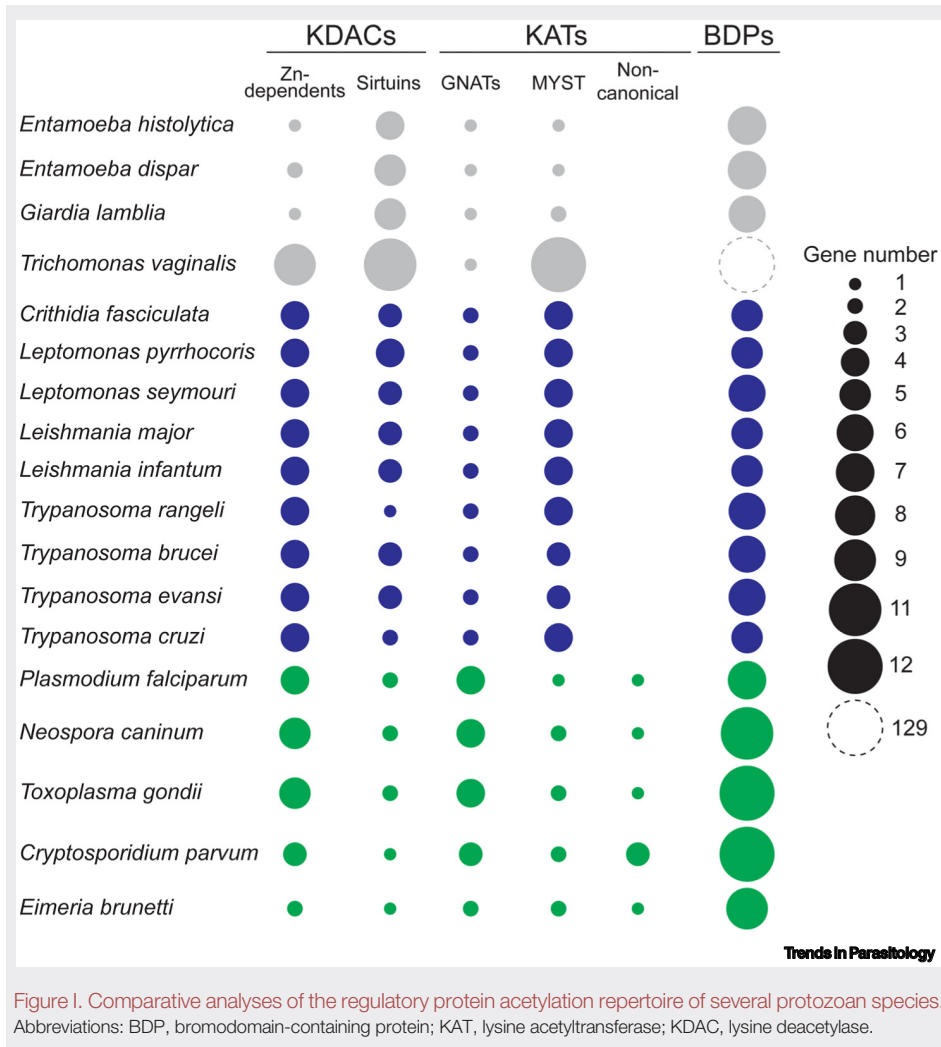 KDACs KATs BDPs
Zn-
dependents Sirtuins GNATs MYST Non-
canonical
Entamoeba histolytica
Entamoeba dispar
Giardia lamblia
Trichomonas vaginalis
Crithidia fasciculata
Leptomonas pyrrhocoris
Leptomonas seymouri
Leishmania major
Leishmania infantum
Trypanosoma rangeli
Trypanosoma brucei
Trypanosoma evansi
Trypanosoma cruzi
Plasmodium falciparum
Neospora caninum
Toxoplasma gondii
Cryptosporidium parvum
Eimeria brunetti
Gene number
1
2
3
4
5
6
7
8
9
11
12
129
Trends in Parasitology
Figure I. Comparative analyses of the regulatory protein acetylation repertoire of several protozoan species.
Abbreviations: BDP, bromodomain-containing protein; KAT, lysine acetyltransferase; KDAC, lysine deacetylase.